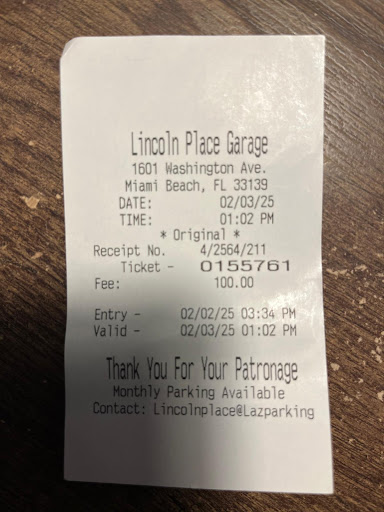 Lincoln Place Garage
1601 Washington Ave.
Miami Beach, FL 33139
DATE: 02/03/25
TIME: 01:02 PM
* Original *
Receipt No. 4/2564/211
Ticket - 0155761
Fee: 100.00
Entry - 02/02/25 03:34 PM
Valid - 02/03/25 01:02 PM
Thank You For Your Patronage
Monthly Parking Available
Contact: Lincolnplace@Lazparking